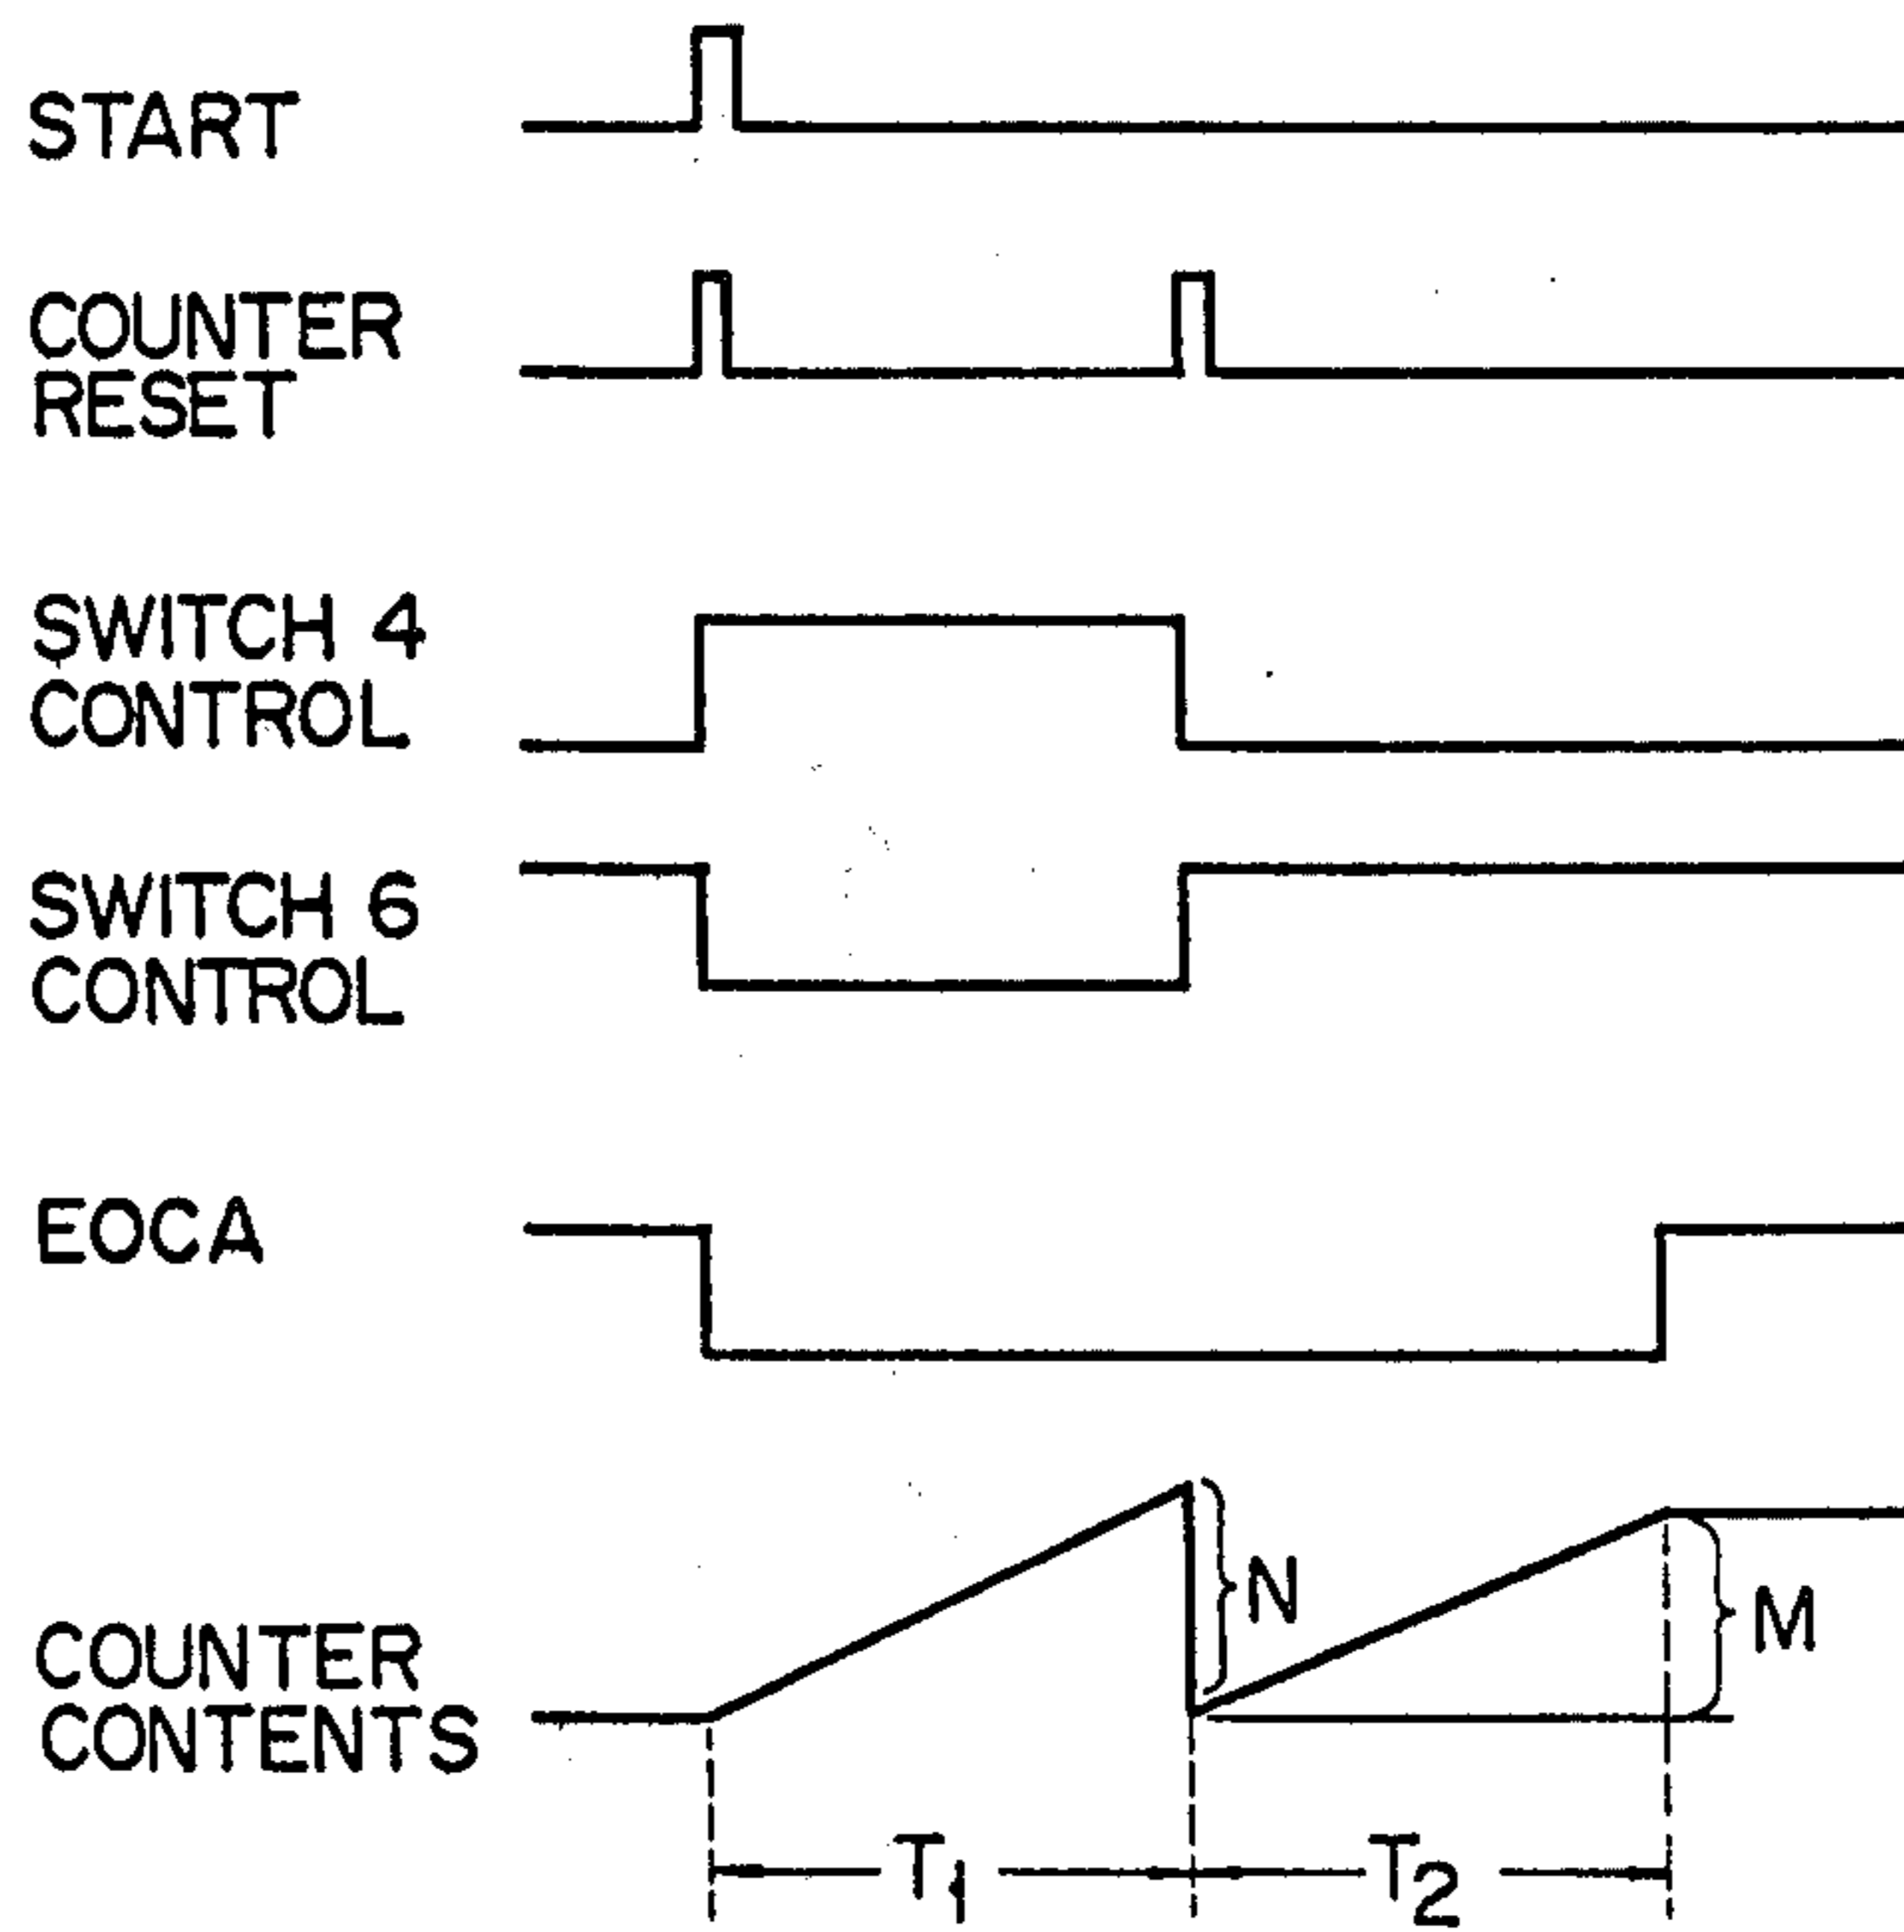 START
COUNTER
RESET
SWITCH 4
CONTROL
SWITCH 6
CONTROL
EOCA
COUNTER
CONTENTS
N
M
T1
T2